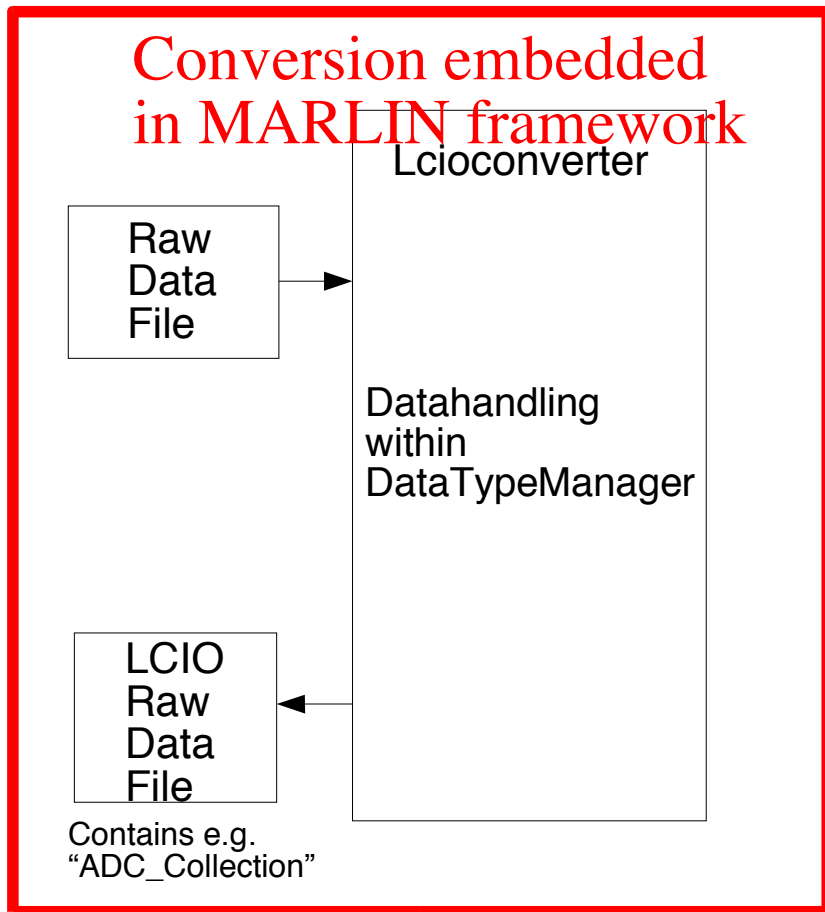 Conversion embedded
in MARLIN framework
Lcioconverter
Raw
Data
File
Datahandling
within
DataTypeManager
LCIO
Raw
Data
File
Contains e.g.
“ADC_Collection”